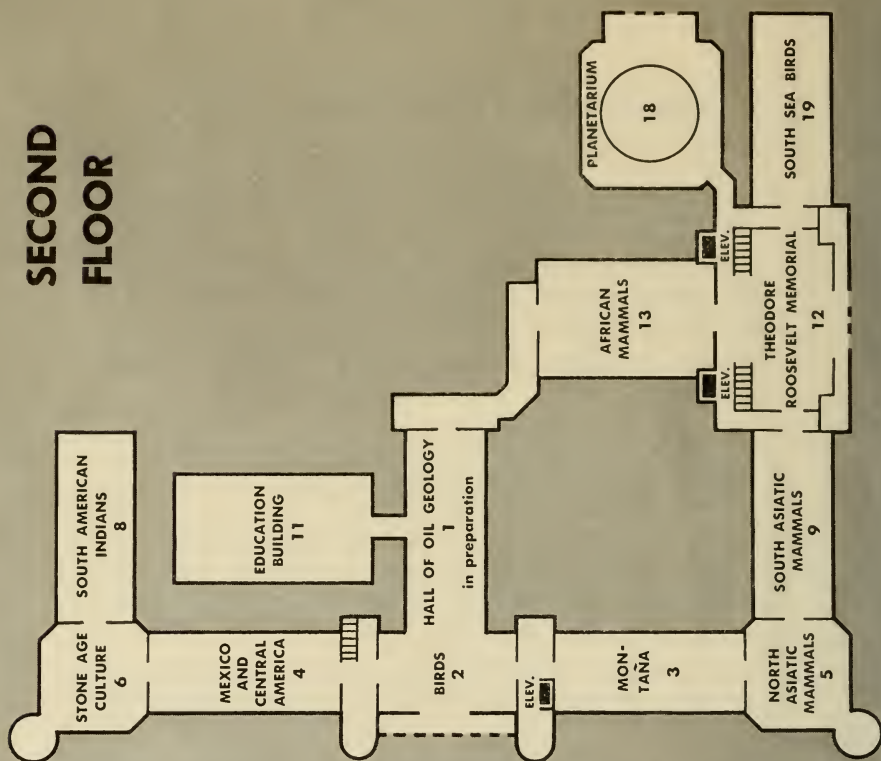 SECOND
FLOOR
SOUTH AMERICAN
INDIANS
8
STONE AGE
CULTURE
6
EDUCATION
BUILDING
11
MEXICO
AND
CENTRAL
AMERICA
4
HALL OF OIL GEOLOGY
1
in preparation
BIRDS
2
ELEV.
MON-
TAÑA
3
NORTH
ASIATIC
MAMMALS
5
SOUTH ASIATIC
MAMMALS
9
AFRICAN
MAMMALS
13
ELEV.
ELEV.
THEODORE
ROOSEVELT MEMORIAL
12
PLANETARIUM
18
SOUTH SEA BIRDS
19